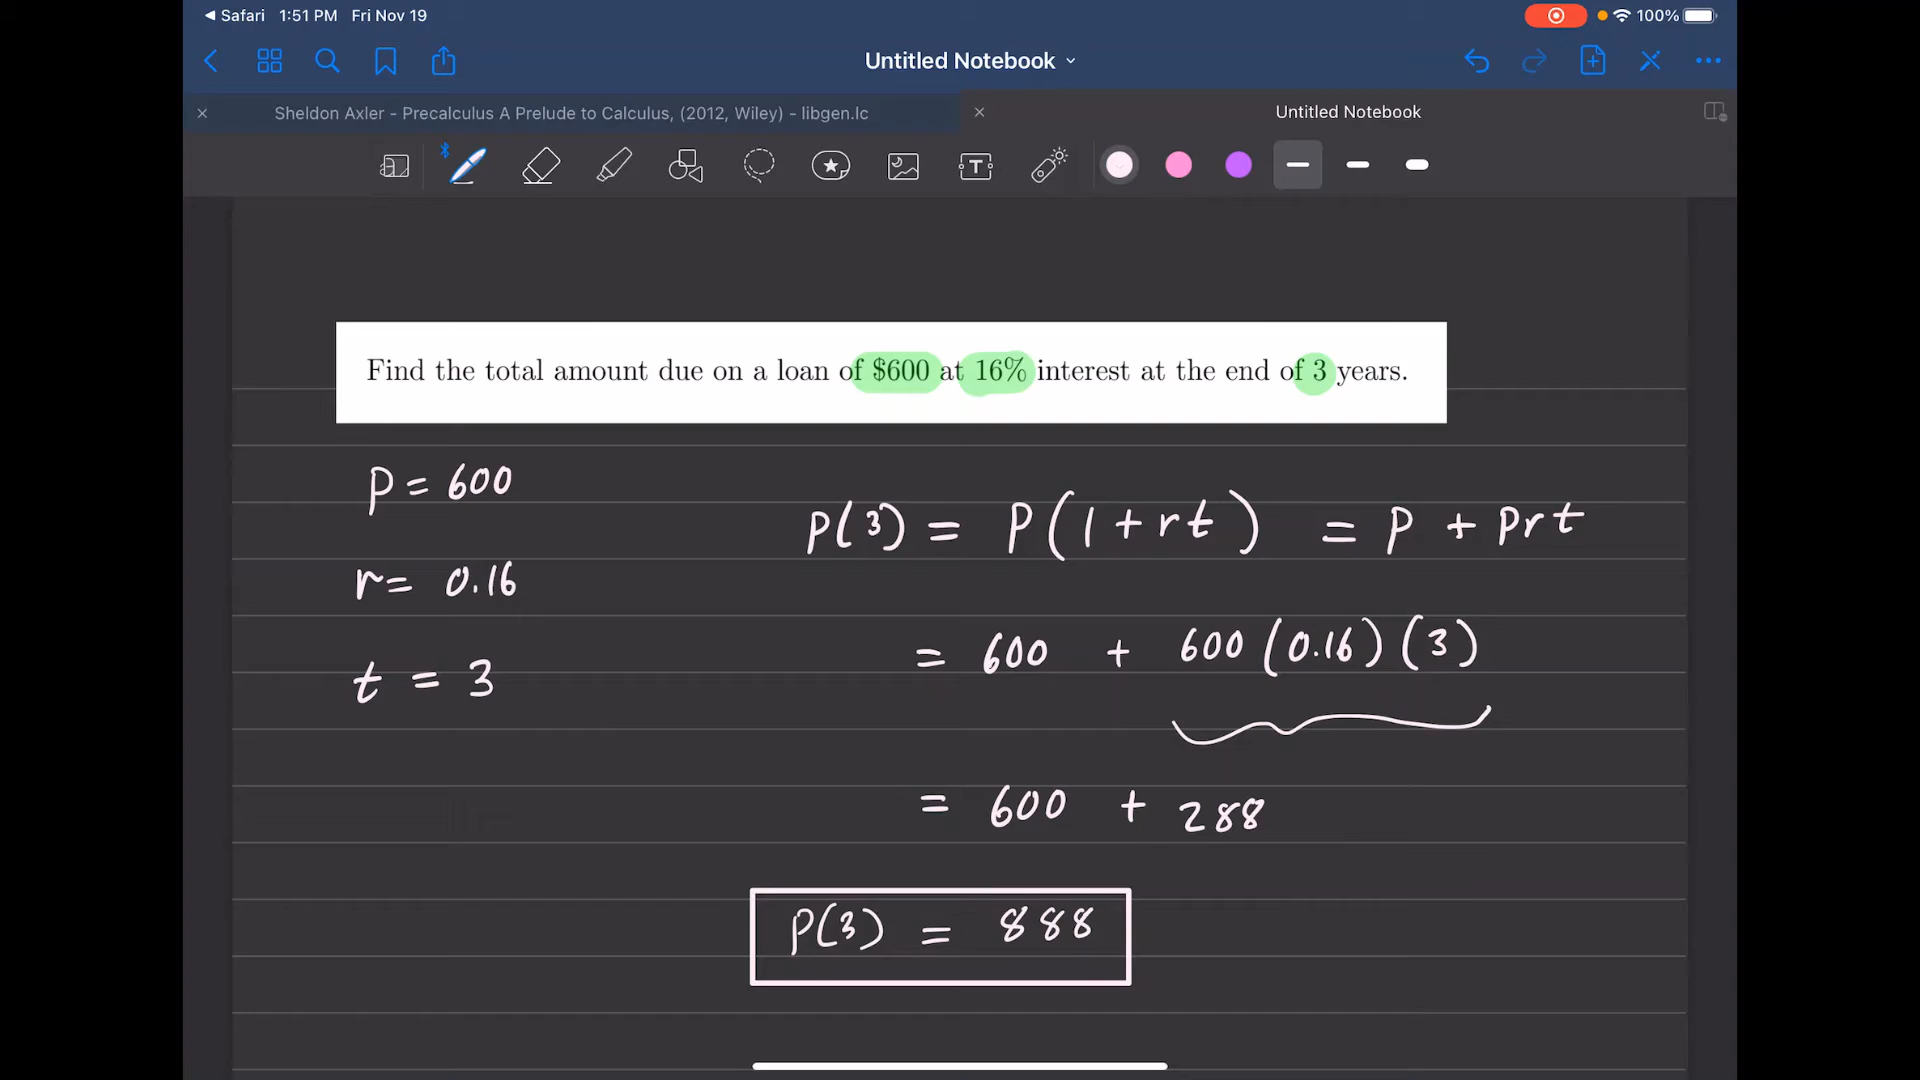 Safari 1:51 PM Fri Nov 19
100%
Untitled Notebook
Sheldon Axler - Precalculus A Prelude to Calculus, (2012, Wiley) - libgen.lc
Untitled Notebook
T
Find the total amount due on a loan of $600 at 16% interest at the end of 3 years.
P = 600
P(3) = P(1 + rt) = P + Prt
r = 0.16
= 600 + 600(0.16)(3)
t = 3
= 600 + 288
P(3) = 888